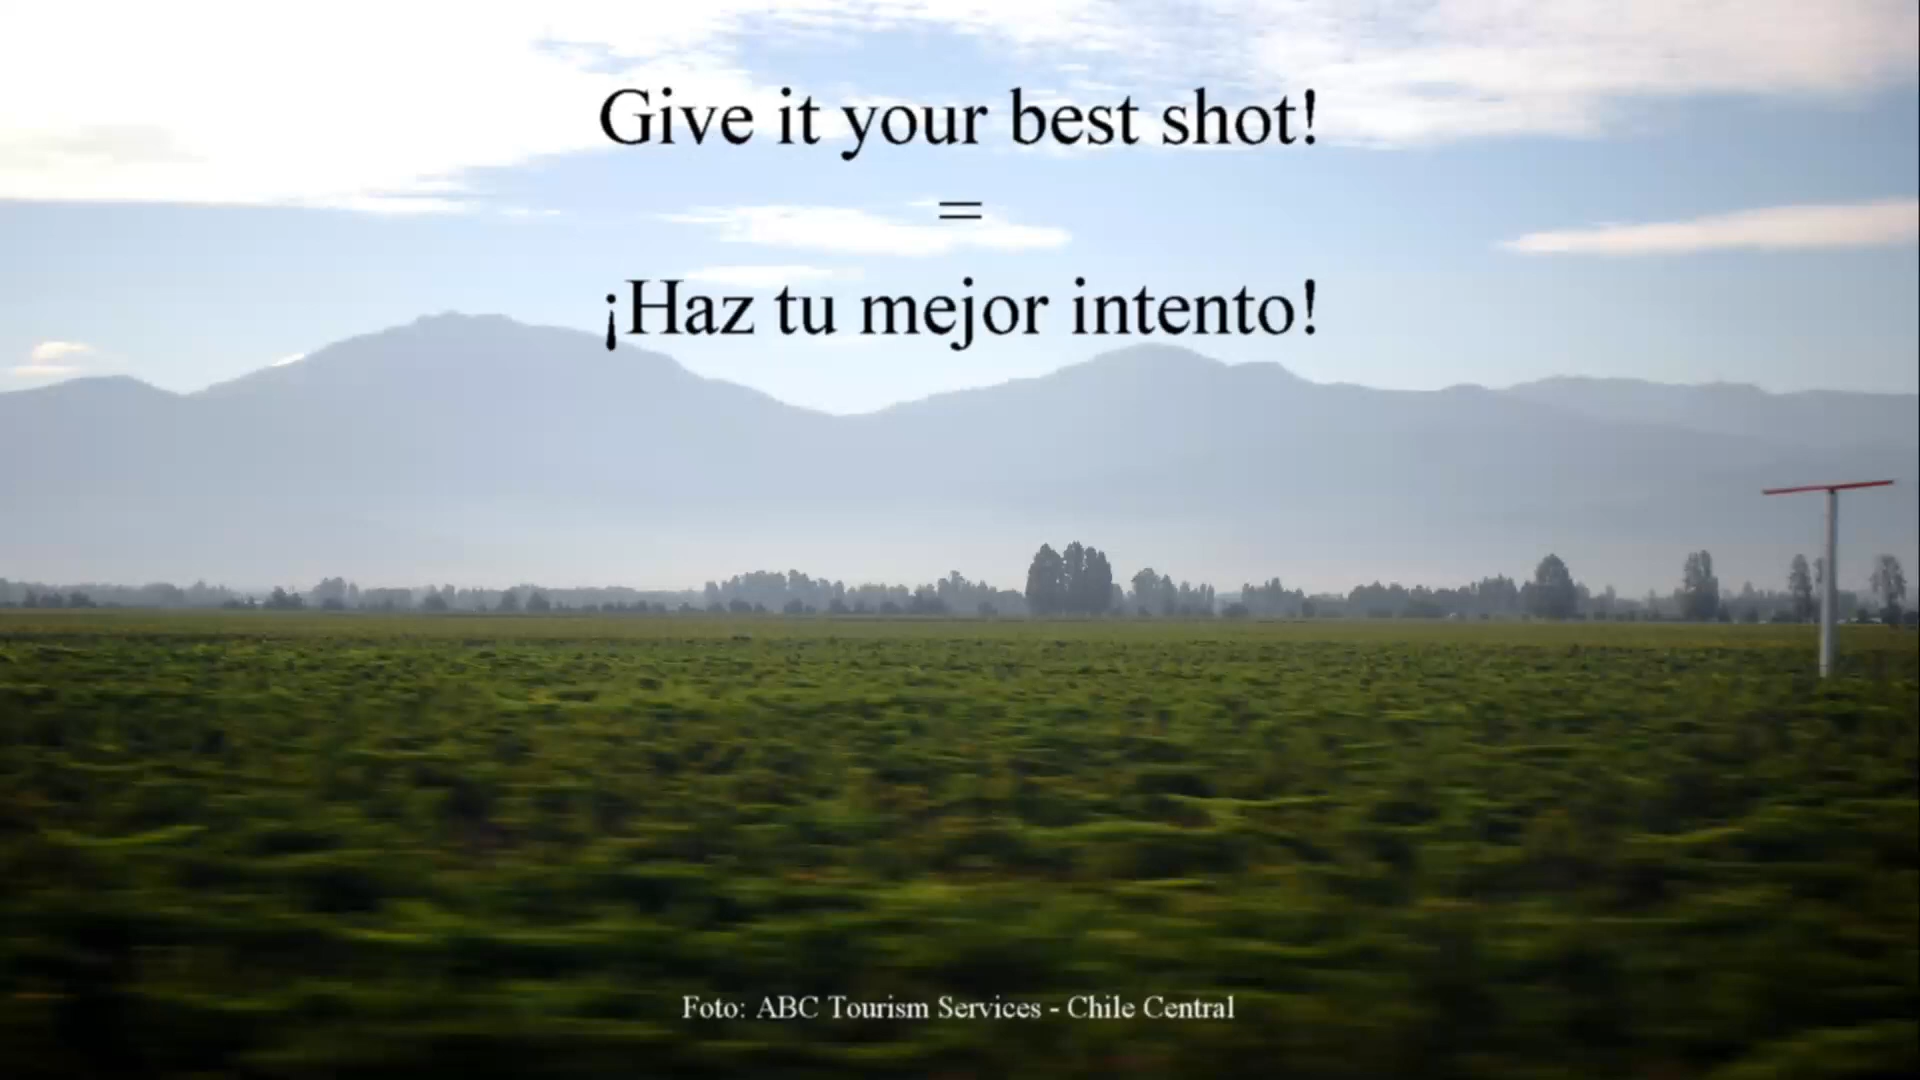 Give it your best shot!
=
¡Haz tu mejor intento!
Foto: ABC Tourism Services - Chile Central